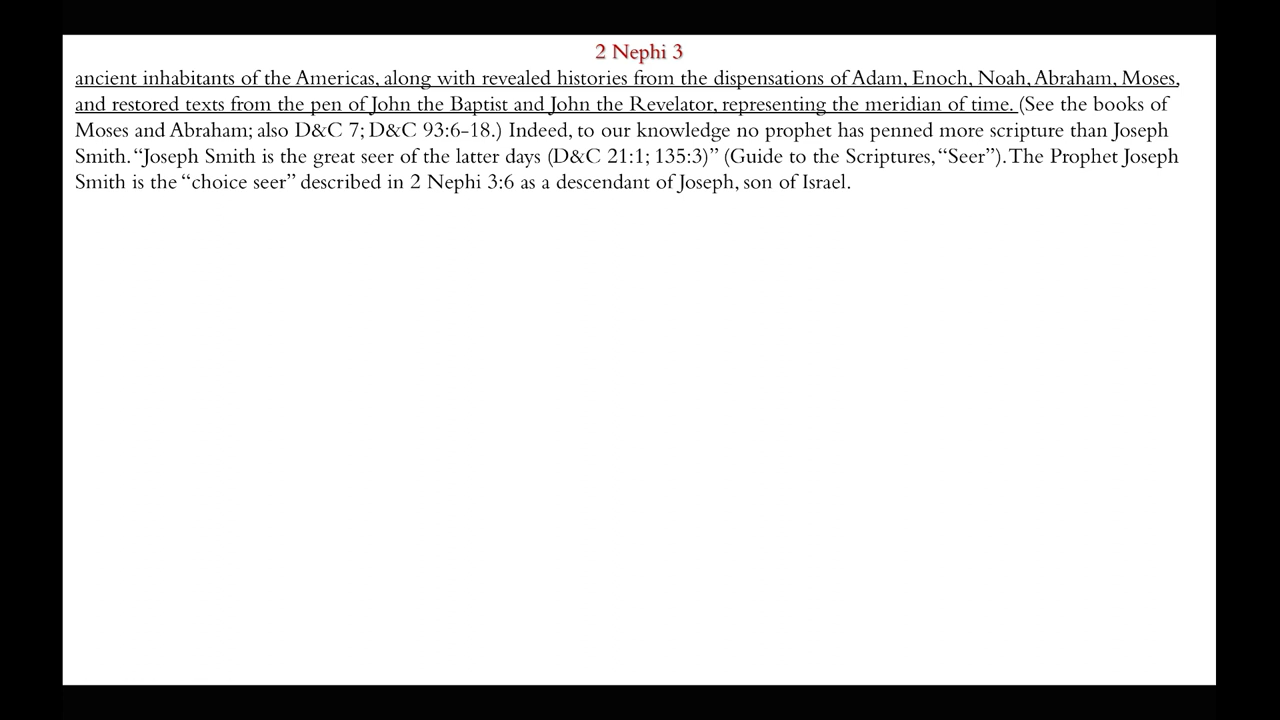 2 Nephi 3
ancient inhabitants of the Americas, along with revealed histories from the dispensations of Adam, Enoch, Noah, Abraham, Moses,
and restored texts from the pen of John the Baptist and John the Revelator, representing the meridian of time. (See the books of
Moses and Abraham; also D&C 7; D&C 93:6-18.) Indeed, to our knowledge no prophet has penned more scripture than Joseph
Smith. “Joseph Smith is the great seer of the latter days (D&C 21:1; 135:3)” (Guide to the Scriptures, “Seer”). The Prophet Joseph
Smith is the “choice seer” described in 2 Nephi 3:6 as a descendant of Joseph, son of Israel.